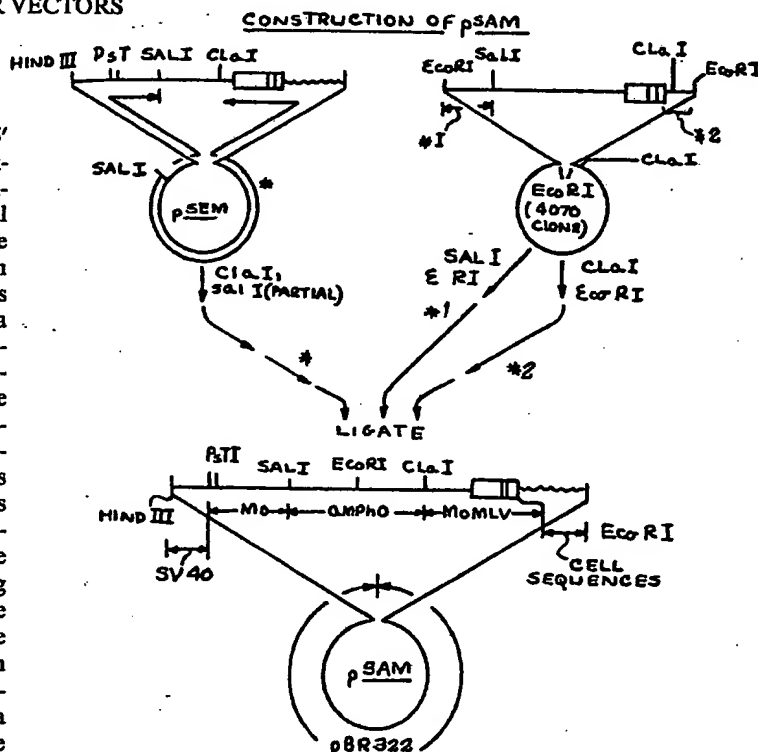 R VECTORS
CONSTRUCTION OF pSAM
HIND III PsT SALI CLaI
EcoRI SalI CLa I EcoRI
*1 *2
SALI CLaI
pSEM *
EcoRI
(4070
CLONE)
ClaI,
sal I (PARTIAL)
SALI
E RI
CLaI
EcoRI
*1
* *2
LIGATE
PsTI SALI EcoRI CLaI
HIND III Mo amPhO MoMLV EcoRI
SV40 CELL
SEQUENCES
pSAM
pBR322